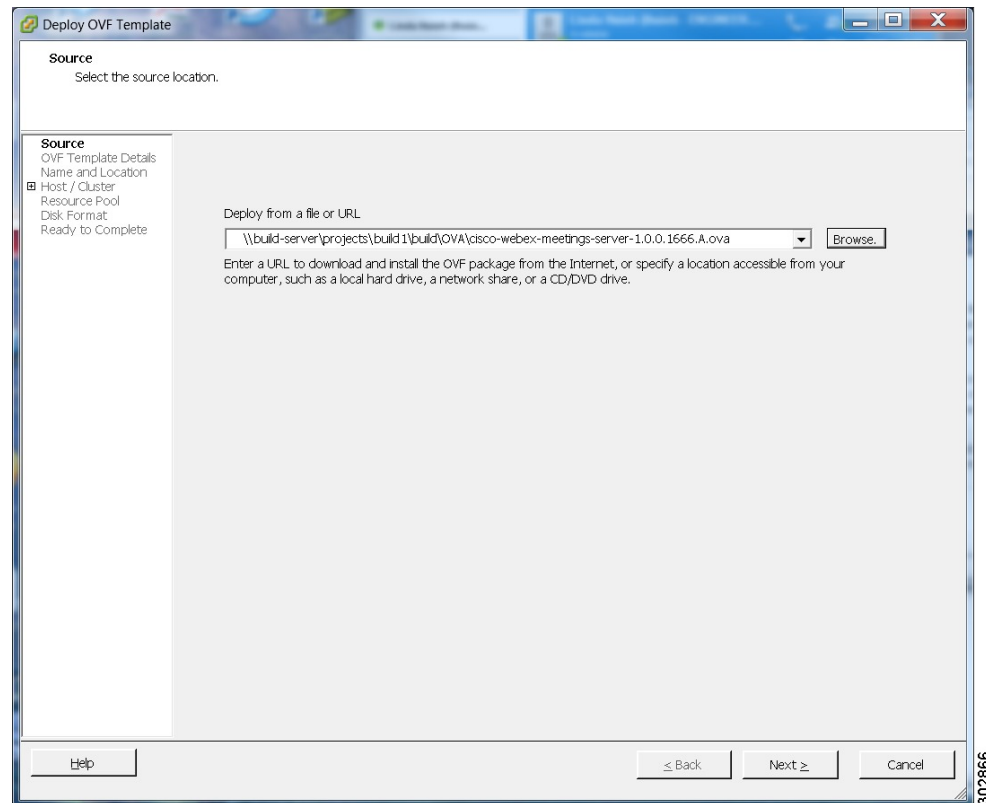 Deploy OVF Template
Source
Select the source location.
Source
OVF Template Details
Name and Location
Host / Cluster
Resource Pool
Disk Format
Ready to Complete
Deploy from a file or URL
\\build-server\projects\build1\build\OVA\cisco-webex-meetings-server-1.0.0.1666.A.ova
Browse.
Enter a URL to download and install the OVF package from the Internet, or specify a location accessible from your
computer, such as a local hard drive, a network share, or a CD/DVD drive.
Help
≤ Back
Next ≥
Cancel
302866